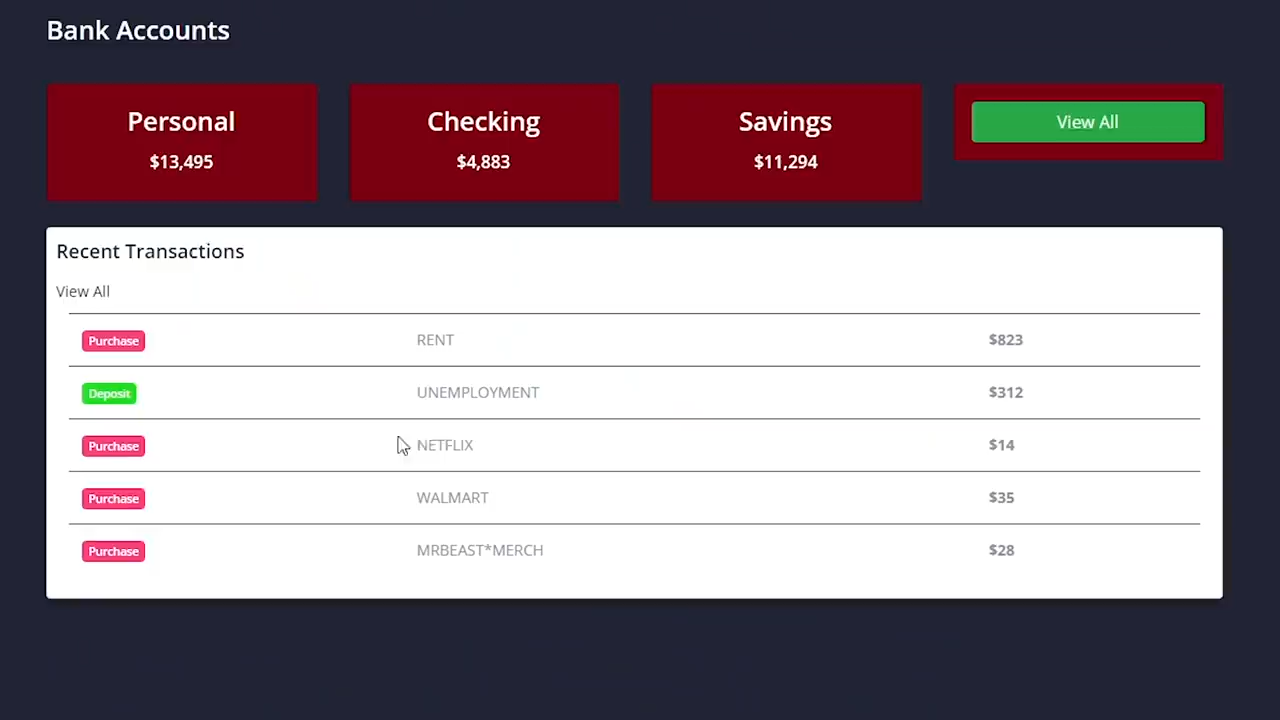 Bank Accounts
Personal
$13,495
Checking
$4,883
Savings
$11,294
View All
Recent Transactions
View All
Purchase RENT $823
Deposit UNEMPLOYMENT $312
Purchase NETFLIX $14
Purchase WALMART $35
Purchase MRBEAST*MERCH $28